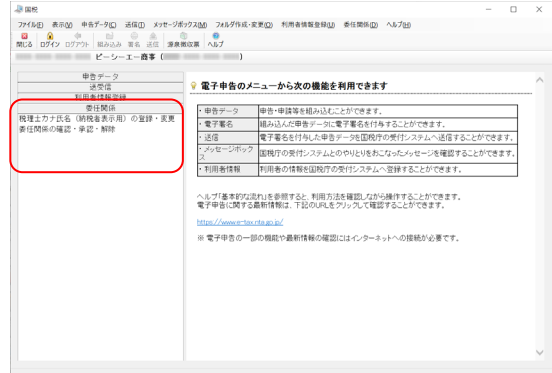 国税
ファイル(F) 表示(V) 申告データ(C) 送信(T) メッセージボックス(M) フォルダ作成・変更(O) 利用者情報登録(U) 委任関係(D) ヘルプ(H)
閉じる ログイン ログアウト 組み込み 署名 送信 源泉徴収票 ヘルプ
ピーシーエー商事 (
申告データ
送受信
利用者情報登録
委任関係
税理士カナ氏名(納税者表示用)の登録・変更
委任関係の確認・承認・解除
電子申告のメニューから次の機能を利用できます
・申告データ 申告・申請等を組み込むことができます。
・電子署名 組み込んだ申告データに電子署名を付与することができます。
・送信 電子署名を付与した申告データを国税庁の受付システムへ送信することができます。
・メッセージボックス 国税庁の受付システムとのやりとりをおこなったメッセージを確認することができます。
・利用者情報 利用者の情報を国税庁の受付システムへ登録することができます。
ヘルプ「基本的な流れ」を参照すると、利用方法を確認しながら操作することができます。
電子申告に関する最新情報は、下記のURLをクリックして確認することができます。
https://www.e-tax.nta.go.jp/
※ 電子申告の一部の機能や最新情報の確認にはインターネットへの接続が必要です。